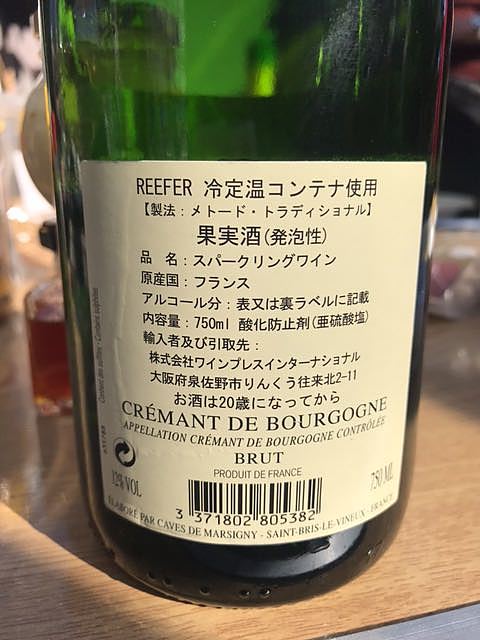 REEFER 冷定温コンテナ使用
【製法：メトード・トラディショナル】
果実酒(発泡性)
品 名：スパークリングワイン
原産国：フランス
アルコール分：表又は裏ラベルに記載
内容量：750ml 酸化防止剤(亜硫酸塩)
輸入者及び引取先：
株式会社ワインプレスインターナショナル
大阪府泉佐野市りんくう往来北2-11
お酒は20歳になってから
CRÉMANT DE BOURGOGNE
APPELLATION CRÉMANT DE BOURGOGNE CONTRÔLÉE
BRUT
PRODUIT DE FRANCE
12% VOL
750 ML
3 371802 805382
ELABORÉ PAR CAVES DE MARSIGNY - SAINT-BRIS-LE-VINEUX - FRANCE